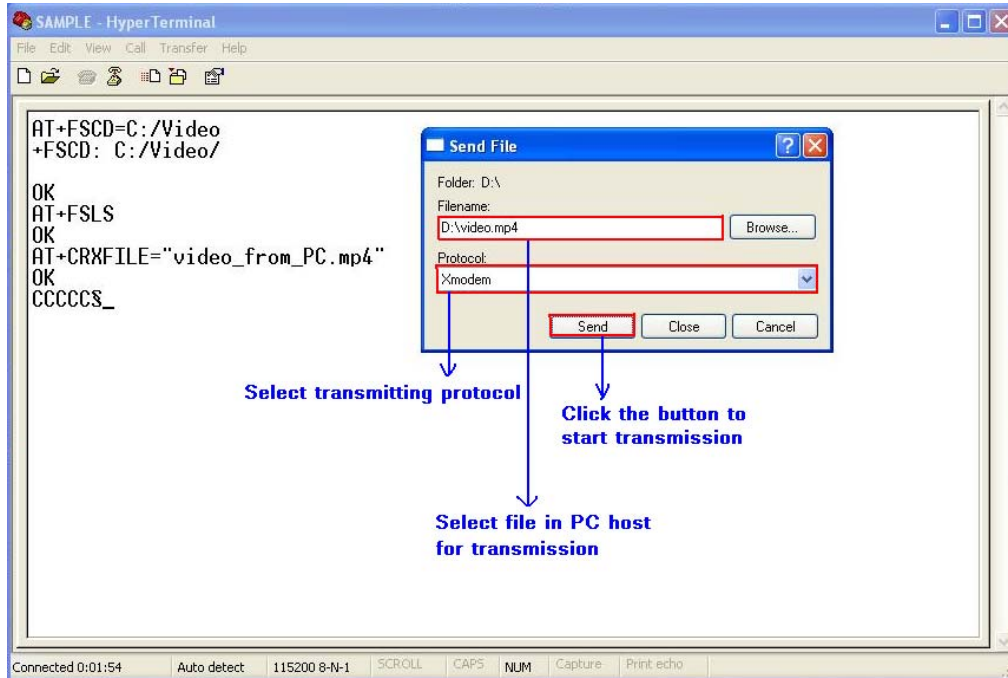 SAMPLE - HyperTerminal
File Edit View Call Transfer Help
AT+FSCD=C:/Video
+FSCD: C:/Video/
OK
AT+FSLS
OK
AT+CRXFILE="video_from_PC.mp4"
OK
CCCCC§_
Send File
Folder: D:\
Filename:
D:\video.mp4
Browse...
Protocol:
Xmodem
Send Close Cancel
Select transmitting protocol
Click the button to
start transmission
Select file in PC host
for transmission
Connected 0:01:54 Auto detect 115200 8-N-1 SCROLL CAPS NUM Capture Print echo